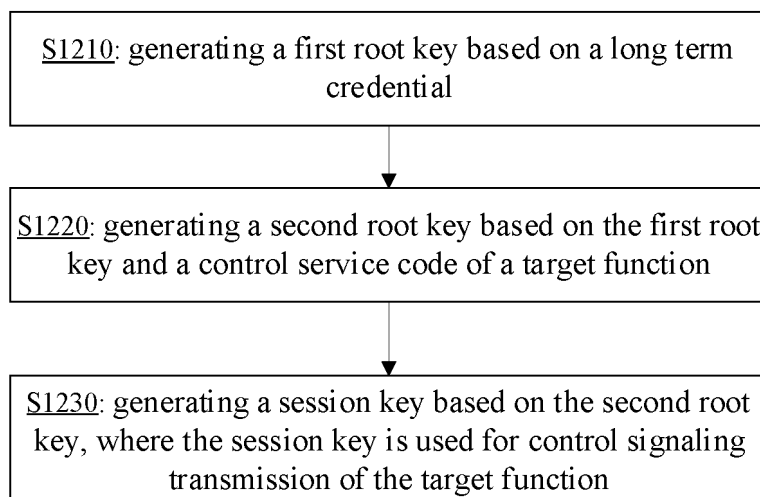 S1210: generating a first root key based on a long term
credential
S1220: generating a second root key based on the first root
key and a control service code of a target function
S1230: generating a session key based on the second root
key, where the session key is used for control signaling
transmission of the target function